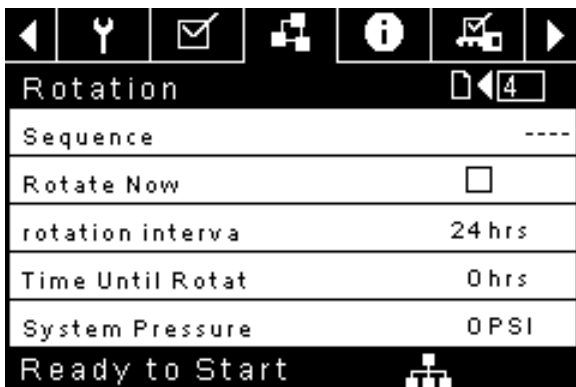 Rotation 4
Sequence ----
Rotate Now
rotation interva 24 hrs
Time Until Rotat 0 hrs
System Pressure 0 PSI
Ready to Start